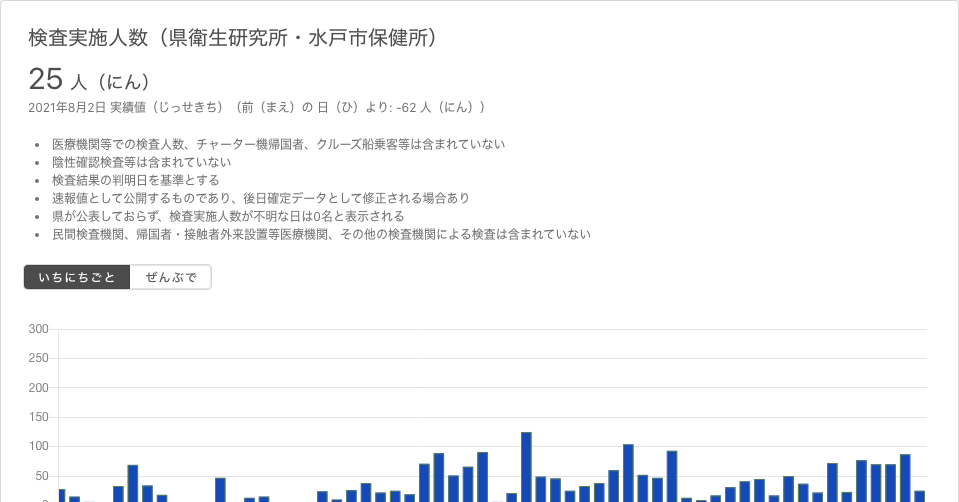 検査実施人数（県衛生研究所・水戸市保健所）
25 人（にん）
2021年8月2日 実績値（じっせきち）（前（まえ）の 日（ひ）より: -62 人（にん））
医療機関等での検査人数、チャーター機帰国者、クルーズ船乗客等は含まれていない
陰性確認検査等は含まれていない
検査結果の判明日を基準とする
速報値として公開するものであり、後日確定データとして修正される場合あり
県が公表しておらず、検査実施人数が不明な日は0名と表示される
民間検査機関、帰国者・接触者外来設置等医療機関、その他の検査機関による検査は含まれていない
いちにちごと ぜんぶで
300
250
200
150
100
50
0